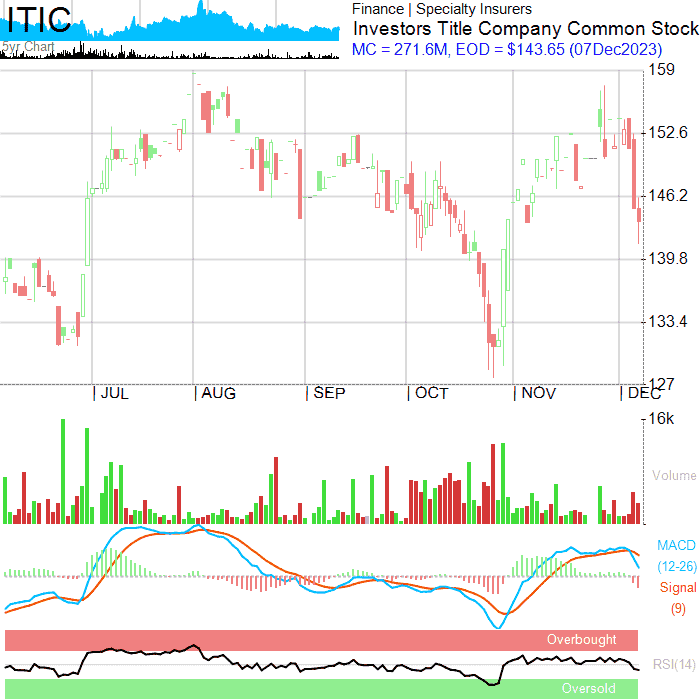 ITIC
5yr Chart
Finance | Specialty Insurers
Investors Title Company Common Stock
MC = 271.6M, EOD = $143.65 (07Dec2023)
159
152.6
146.2
139.8
133.4
127
| JUL | AUG | SEP | OCT | NOV | DEC
16k
Volume
MACD
(12-26)
Signal
(9)
Overbought
RSI(14)
Oversold